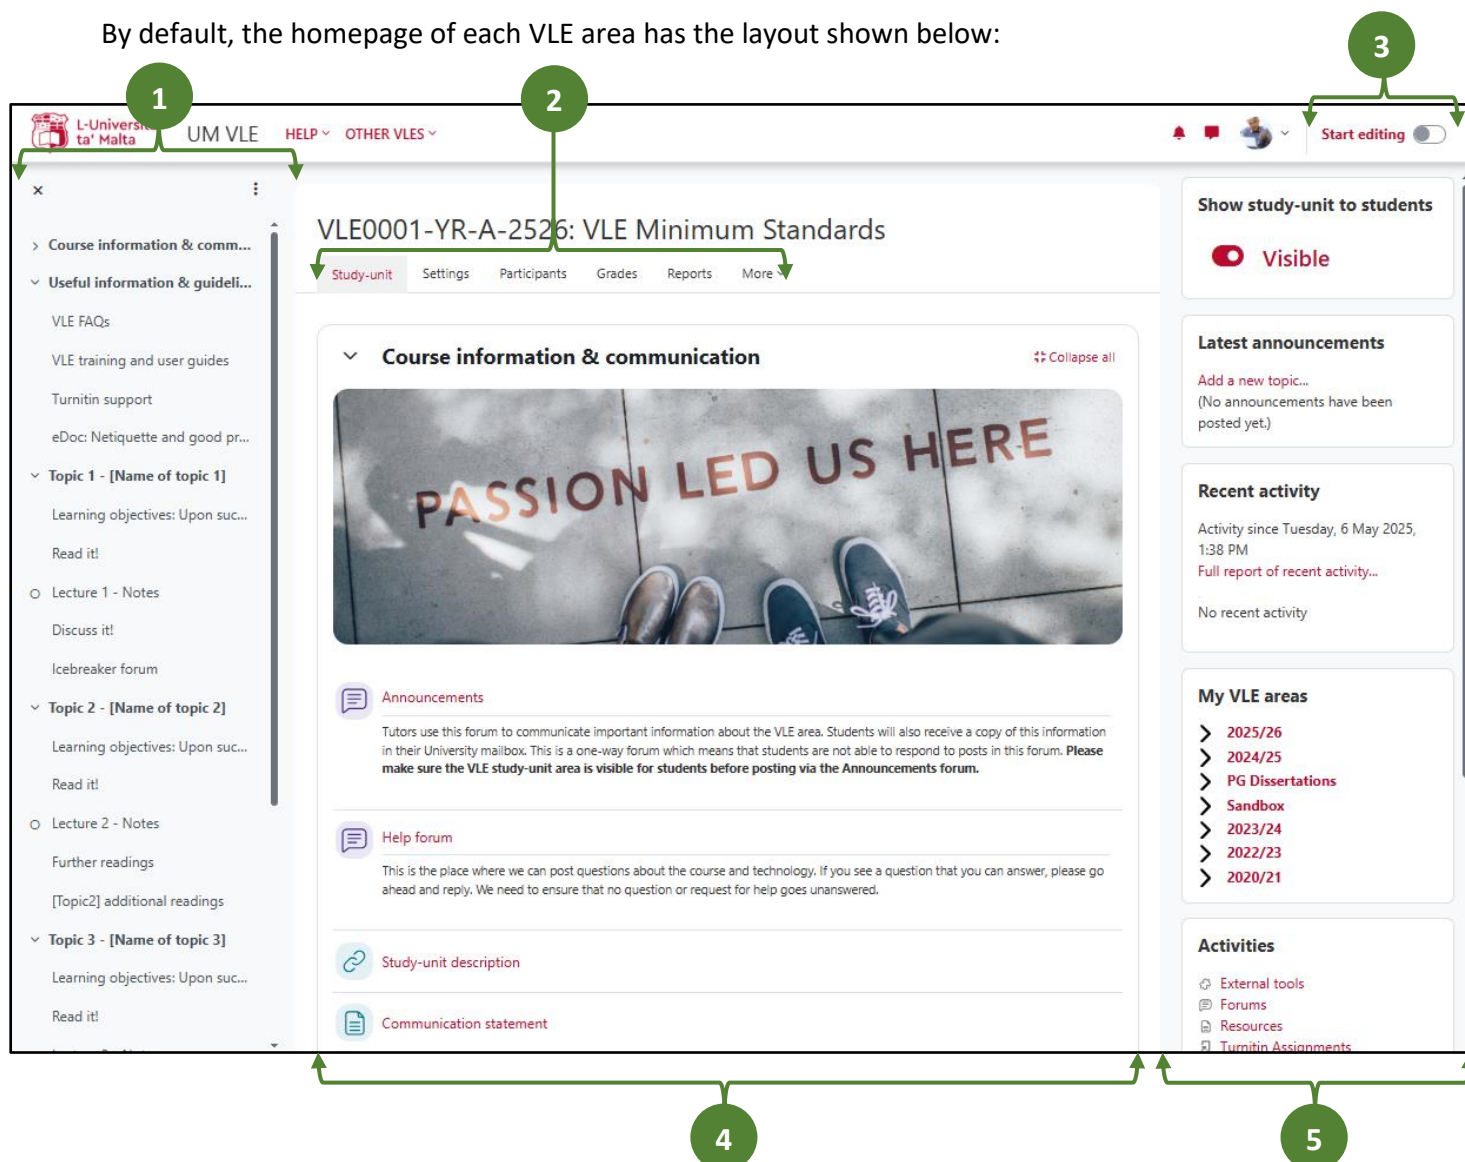 By default, the homepage of each VLE area has the layout shown below:
1
2
3
L-Universi
ta' Malta
UM VLE
HELP
OTHER VLES
Start editing
Course information & comm...
Useful information & guideli...
VLE FAQs
VLE training and user guides
Turnitin support
eDoc: Netiquette and good pr...
Topic 1 - [Name of topic 1]
Learning objectives: Upon suc...
Read it!
Lecture 1 - Notes
Discuss it!
Icebreaker forum
Topic 2 - [Name of topic 2]
Learning objectives: Upon suc...
Read it!
Lecture 2 - Notes
Further readings
[Topic2] additional readings
Topic 3 - [Name of topic 3]
Learning objectives: Upon suc...
Read it!
VLE0001-YR-A-2526: VLE Minimum Standards
Study-unit
Settings
Participants
Grades
Reports
More
Course information & communication
Collapse all
PASSION LED US HERE
Announcements
Tutors use this forum to communicate important information about the VLE area. Students will also receive a copy of this information
in their University mailbox. This is a one-way forum which means that students are not able to respond to posts in this forum. Please
make sure the VLE study-unit area is visible for students before posting via the Announcements forum.
Help forum
This is the place where we can post questions about the course and technology. If you see a question that you can answer, please go
ahead and reply. We need to ensure that no question or request for help goes unanswered.
Study-unit description
Communication statement
Show study-unit to students
Visible
Latest announcements
Add a new topic...
(No announcements have been
posted yet.)
Recent activity
Activity since Tuesday, 6 May 2025,
1:38 PM
Full report of recent activity...
No recent activity
My VLE areas
2025/26
2024/25
PG Dissertations
Sandbox
2023/24
2022/23
2020/21
Activities
External tools
Forums
Resources
Turnitin Assignments
4
5